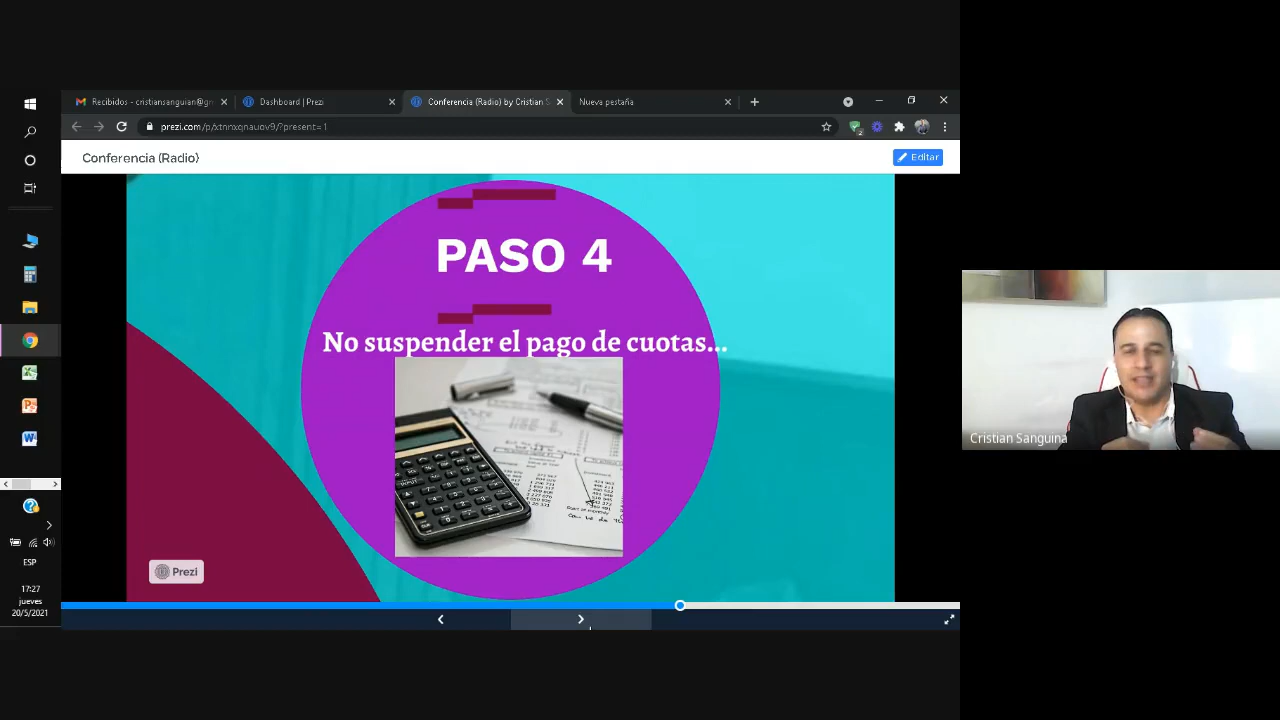 Recibidos - cristiansanguian@gn
Dashboard | Prezi
Conferencia (Radio) by Cristian S
Nueva pestaña
prezi.com/p/xtnnxqnauov9/?present=1
Conferencia (Radio)
Editar
PASO 4
No suspender el pago de cuotas...
Cristian Sanguina
Prezi
ESP
17:27
jueves
20/5/2021